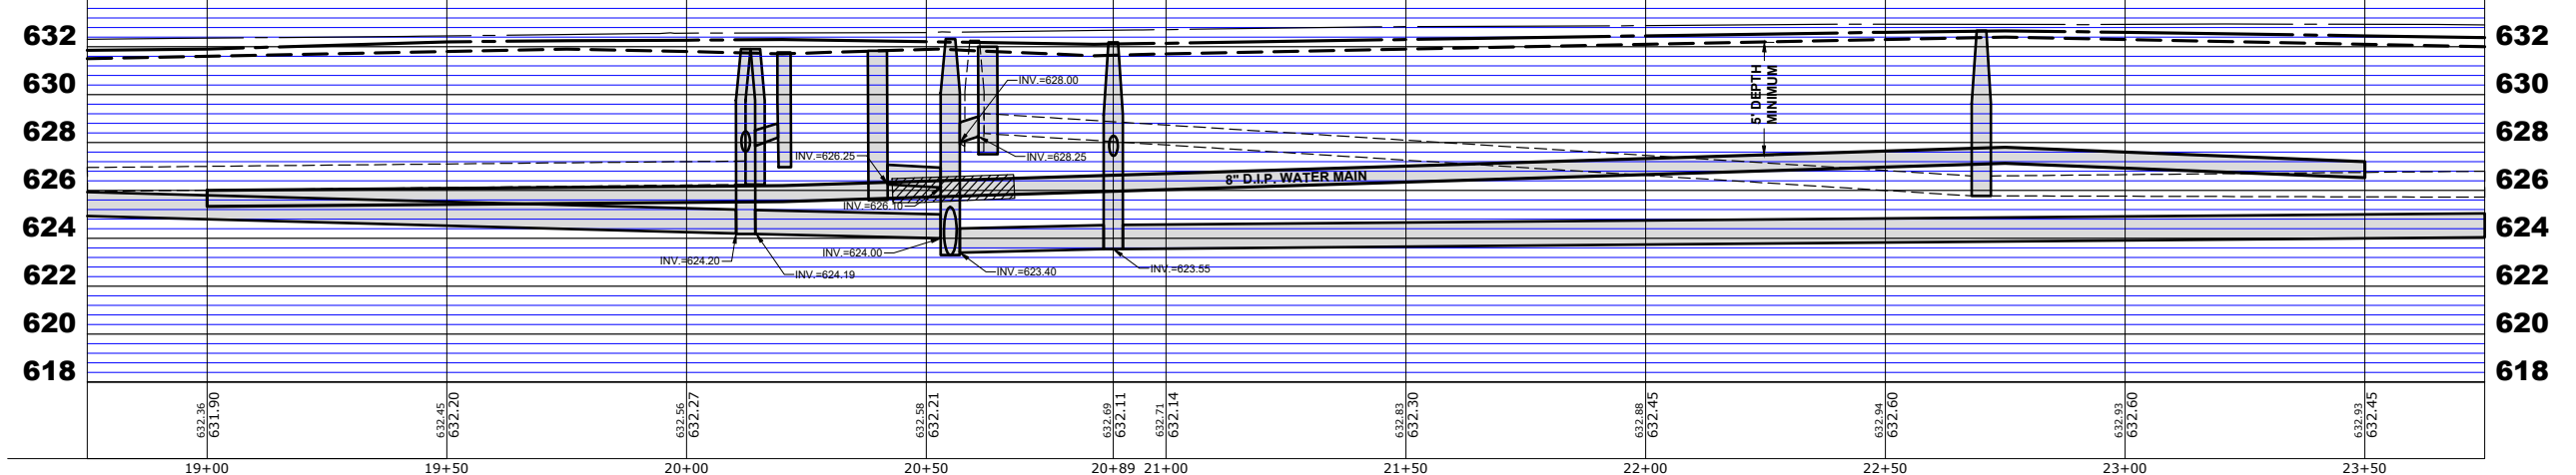 632 632
630 630
628 628
626 626
624 624
622 622
620 620
618 618
INV.=628.00
5' DEPTH
MINIMUM
INV.=626.25
INV.=628.25
8" D.I.P. WATER MAIN
INV.=626.10
INV.=624.00
INV.=624.20
INV.=624.19
INV.=623.40
INV.=623.55
632.36
631.90
632.45
632.20
632.56
632.27
632.58
632.21
632.69
632.11
632.71
632.14
632.83
632.30
632.88
632.45
632.94
632.60
632.93
632.60
632.93
632.45
19+00 19+50 20+00 20+50 20+89 21+00 21+50 22+00 22+50 23+00 23+50